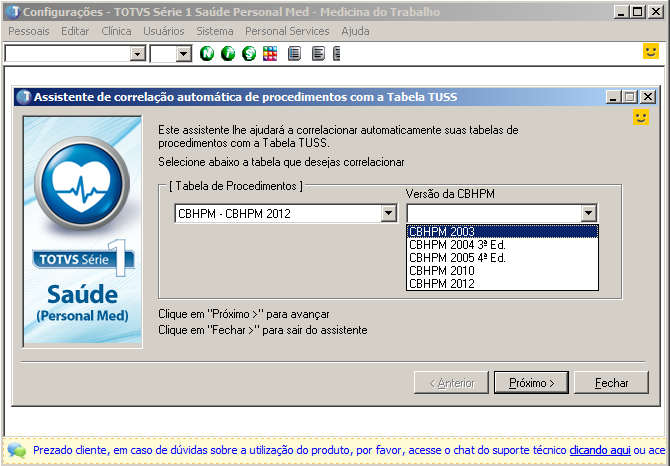 Configurações - TOTVS Série 1 Saúde Personal Med - Medicina do Trabalho
Pessoais Editar Clínica Usuários Sistema Personal Services Ajuda
Assistente de correlação automática de procedimentos com a Tabela TUSS
Este assistente lhe ajudará a correlacionar automaticamente suas tabelas de
procedimentos com a Tabela TUSS.
Selecione abaixo a tabela que desejas correlacionar
[ Tabela de Procedimentos ]
Versão da CBHPM
CBHPM - CBHPM 2012
CBHPM 2003
CBHPM 2004 3ª Ed.
CBHPM 2005 4ª Ed.
CBHPM 2010
CBHPM 2012
TOTVS Série 1
Saúde
(Personal Med)
Clique em "Próximo >" para avançar
Clique em "Fechar >" para sair do assistente
< Anterior Próximo > Fechar
Prezado cliente, em caso de dúvidas sobre a utilização do produto, por favor, acesse o chat do suporte técnico clicando aqui ou ace